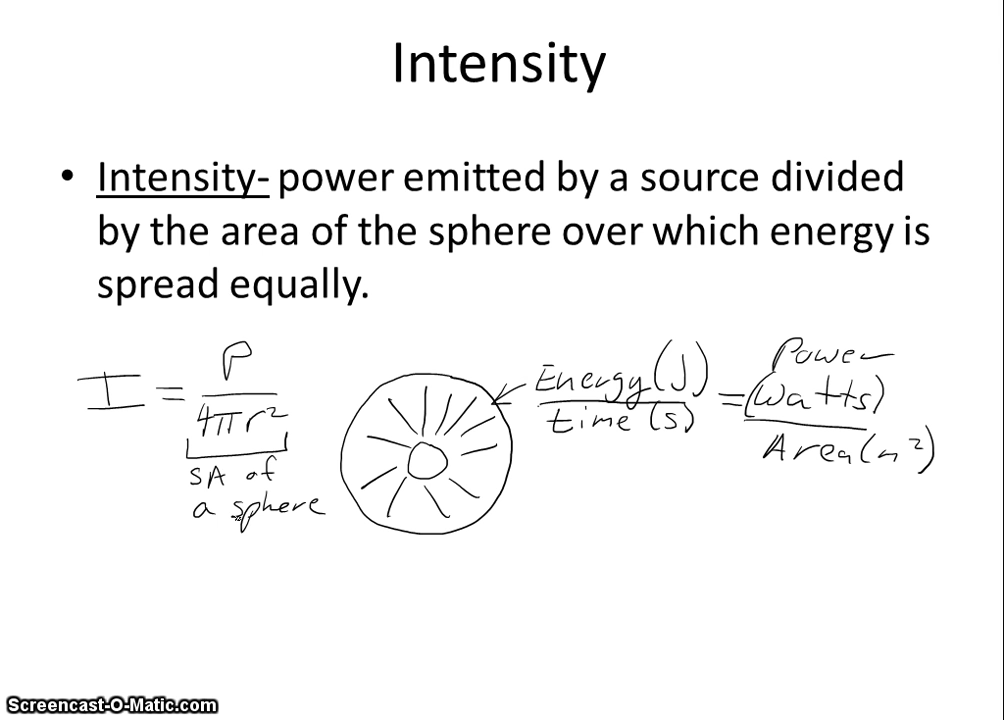 Intensity
• Intensity- power emitted by a source divided
by the area of the sphere over which energy is
spread equally.
I = P / 4πr²
SA of
a sphere
Energy (J) / time (s) = Power (Watts) / Area (m²)
Screencast-O-Matic.com